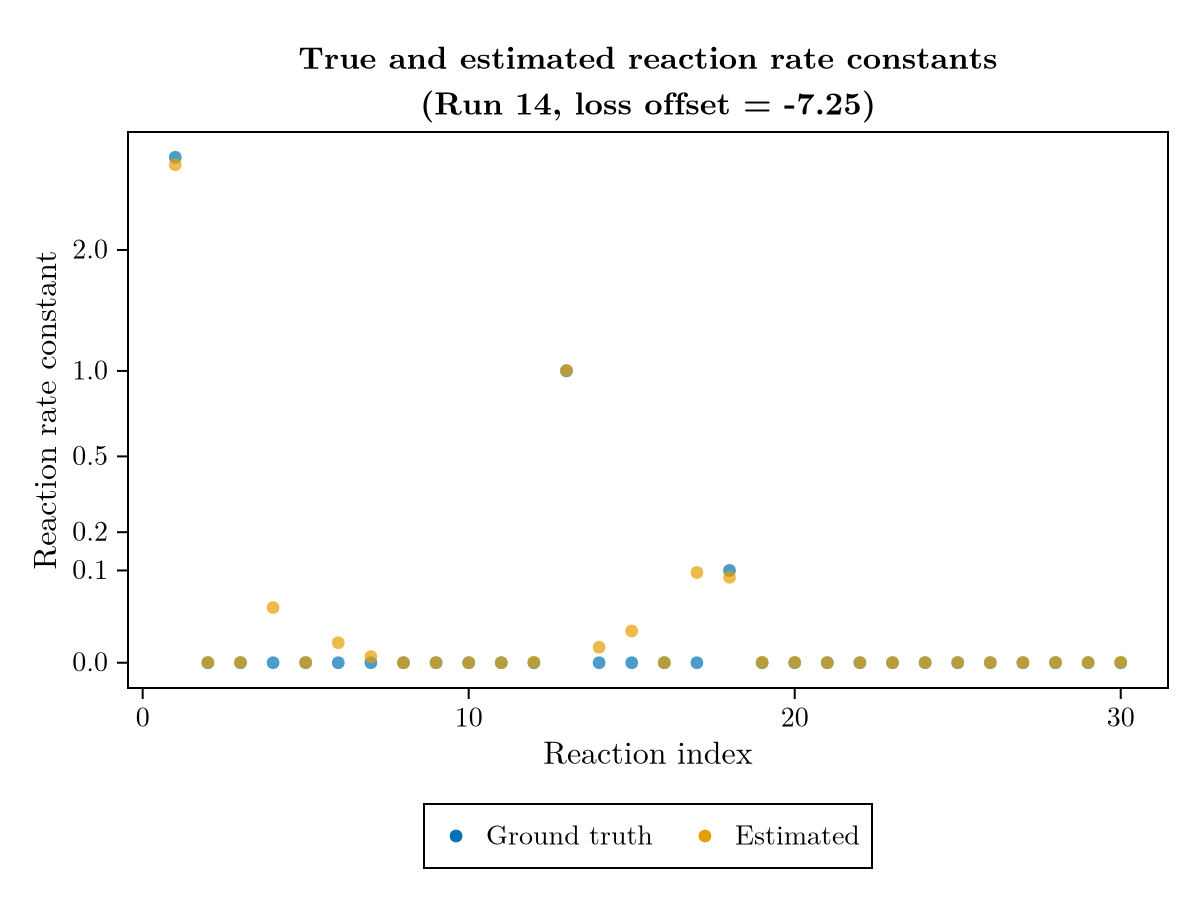 True and estimated reaction rate constants
(Run 14, loss offset = -7.25)
Reaction rate constant
2.0
1.0
0.5
0.2
0.1
0.0
0 10 20 30
Reaction index
Ground truth Estimated